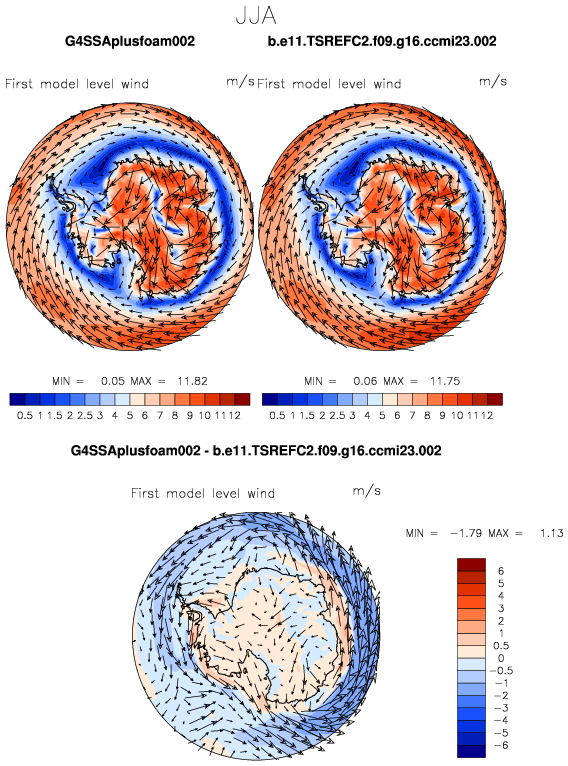 JJA
G4SSAplusfoam002 b.e11.TSREFC2.f09.g16.ccmi23.002
First model level wind m/s First model level wind m/s
MIN = 0.05 MAX = 11.82 MIN = 0.06 MAX = 11.75
0.5 1 1.5 2 2.5 3 4 5 6 7 8 9 10 11 12 0.5 1 1.5 2 2.5 3 4 5 6 7 8 9 10 11 12
G4SSAplusfoam002 - b.e11.TSREFC2.f09.g16.ccmi23.002
First model level wind m/s
MIN = -1.79 MAX = 1.13
6
5
4
3
2
1
0.5
0
-0.5
-1
-2
-3
-4
-5
-6